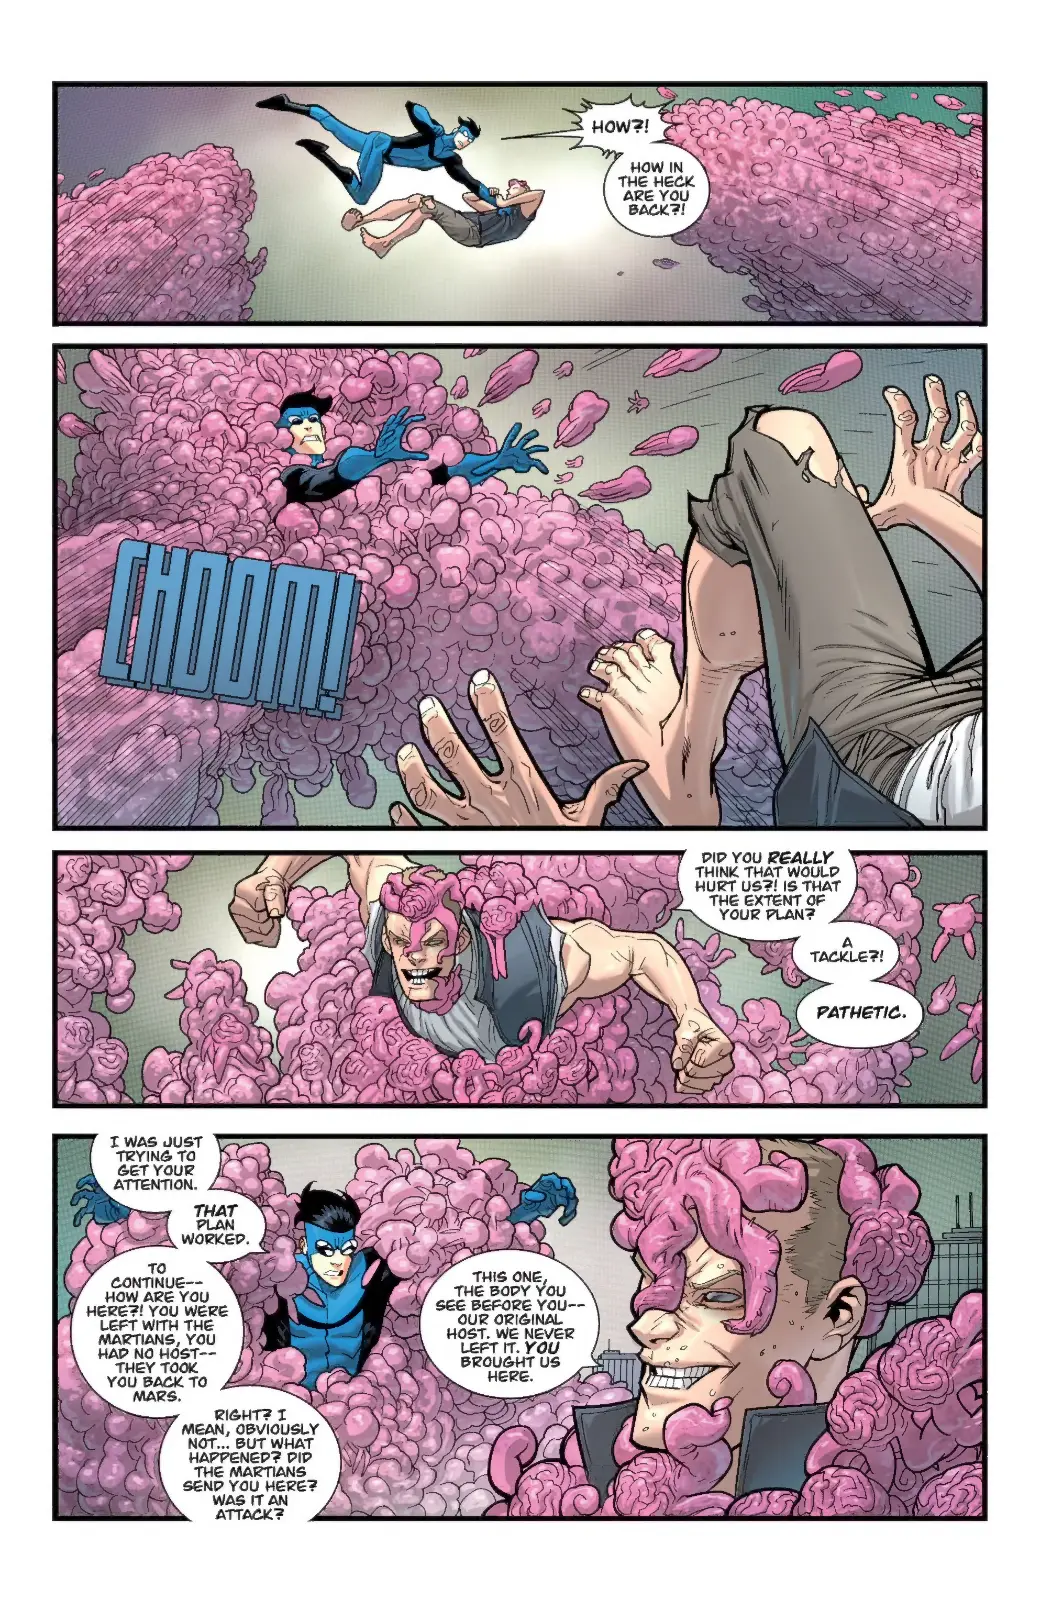 HOW?!
HOW IN
THE HECK
ARE YOU
BACK?!
CHOOM!
DID YOU REALLY
THINK THAT WOULD
HURT US?! IS THAT
THE EXTENT OF
YOUR PLAN?
A
TACKLE?!
PATHETIC.
I WAS JUST
TRYING TO
GET YOUR
ATTENTION.
THAT
PLAN
WORKED.
TO
CONTINUE--
HOW ARE YOU
HERE?! YOU WERE
LEFT WITH THE
MARTIANS, YOU
HAD NO HOST--
THEY TOOK
YOU BACK TO
MARS.
RIGHT? I
MEAN, OBVIOUSLY
NOT... BUT WHAT
HAPPENED? DID
THE MARTIANS
SEND YOU HERE?
WAS IT AN
ATTACK?
THIS ONE,
THE BODY YOU
SEE BEFORE YOU--
OUR ORIGINAL
HOST. WE NEVER
LEFT IT. YOU
BROUGHT US
HERE.